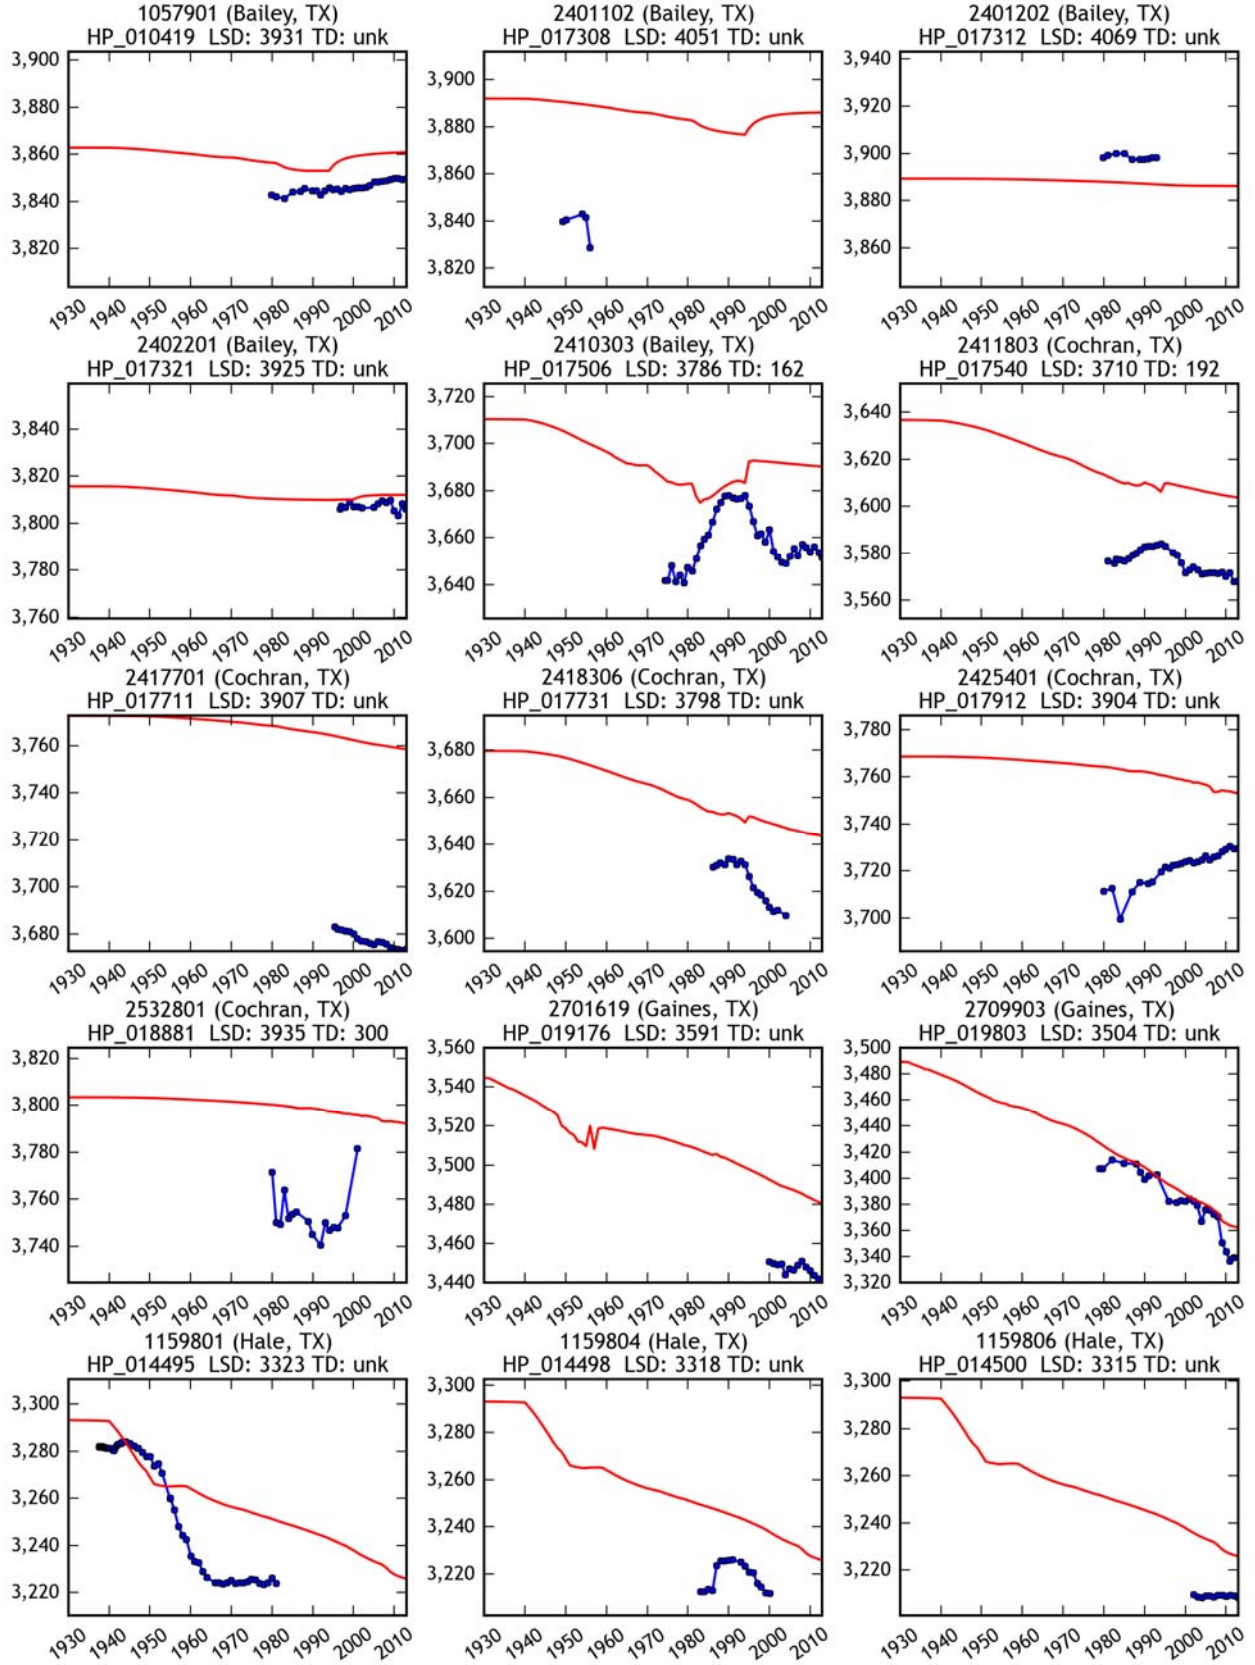 1057901 (Bailey, TX)
HP_010419 LSD: 3931 TD: unk
3,900
3,880
3,860
3,840
3,820
1930 1940 1950 1960 1970 1980 1990 2000 2010
2401102 (Bailey, TX)
HP_017308 LSD: 4051 TD: unk
3,900
3,880
3,860
3,840
3,820
1930 1940 1950 1960 1970 1980 1990 2000 2010
2401202 (Bailey, TX)
HP_017312 LSD: 4069 TD: unk
3,940
3,920
3,900
3,880
3,860
1930 1940 1950 1960 1970 1980 1990 2000 2010
2402201 (Bailey, TX)
HP_017321 LSD: 3925 TD: unk
3,840
3,820
3,800
3,780
3,760
1930 1940 1950 1960 1970 1980 1990 2000 2010
2410303 (Bailey, TX)
HP_017506 LSD: 3786 TD: 162
3,720
3,700
3,680
3,660
3,640
1930 1940 1950 1960 1970 1980 1990 2000 2010
2411803 (Cochran, TX)
HP_017540 LSD: 3710 TD: 192
3,640
3,620
3,600
3,580
3,560
1930 1940 1950 1960 1970 1980 1990 2000 2010
2417701 (Cochran, TX)
HP_017711 LSD: 3907 TD: unk
3,760
3,740
3,720
3,700
3,680
1930 1940 1950 1960 1970 1980 1990 2000 2010
2418306 (Cochran, TX)
HP_017731 LSD: 3798 TD: unk
3,680
3,660
3,640
3,620
3,600
1930 1940 1950 1960 1970 1980 1990 2000 2010
2425401 (Cochran, TX)
HP_017912 LSD: 3904 TD: unk
3,780
3,760
3,740
3,720
3,700
1930 1940 1950 1960 1970 1980 1990 2000 2010
2532801 (Cochran, TX)
HP_018881 LSD: 3935 TD: 300
3,820
3,800
3,780
3,760
3,740
1930 1940 1950 1960 1970 1980 1990 2000 2010
2701619 (Gaines, TX)
HP_019176 LSD: 3591 TD: unk
3,560
3,540
3,520
3,500
3,480
3,460
3,440
1930 1940 1950 1960 1970 1980 1990 2000 2010
2709903 (Gaines, TX)
HP_019803 LSD: 3504 TD: unk
3,500
3,480
3,460
3,440
3,420
3,400
3,380
3,360
3,340
3,320
1930 1940 1950 1960 1970 1980 1990 2000 2010
1159801 (Hale, TX)
HP_014495 LSD: 3323 TD: unk
3,300
3,280
3,260
3,240
3,220
1930 1940 1950 1960 1970 1980 1990 2000 2010
1159804 (Hale, TX)
HP_014498 LSD: 3318 TD: unk
3,300
3,280
3,260
3,240
3,220
1930 1940 1950 1960 1970 1980 1990 2000 2010
1159806 (Hale, TX)
HP_014500 LSD: 3315 TD: unk
3,300
3,280
3,260
3,240
3,220
1930 1940 1950 1960 1970 1980 1990 2000 2010